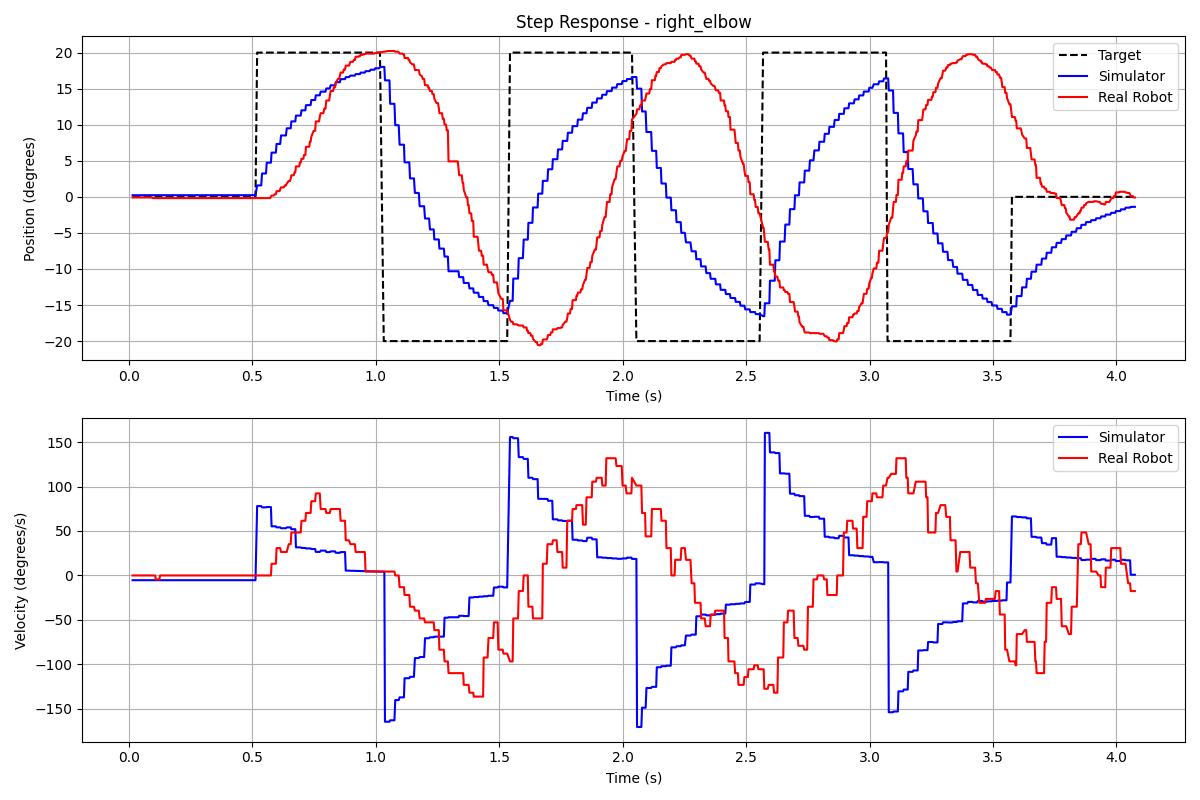 Step Response - right_elbow
Position (degrees)
20
15
10
5
0
−5
−10
−15
−20
Target
Simulator
Real Robot
0.0 0.5 1.0 1.5 2.0 2.5 3.0 3.5 4.0
Time (s)
Velocity (degrees/s)
150
100
50
0
−50
−100
−150
Simulator
Real Robot
0.0 0.5 1.0 1.5 2.0 2.5 3.0 3.5 4.0
Time (s)